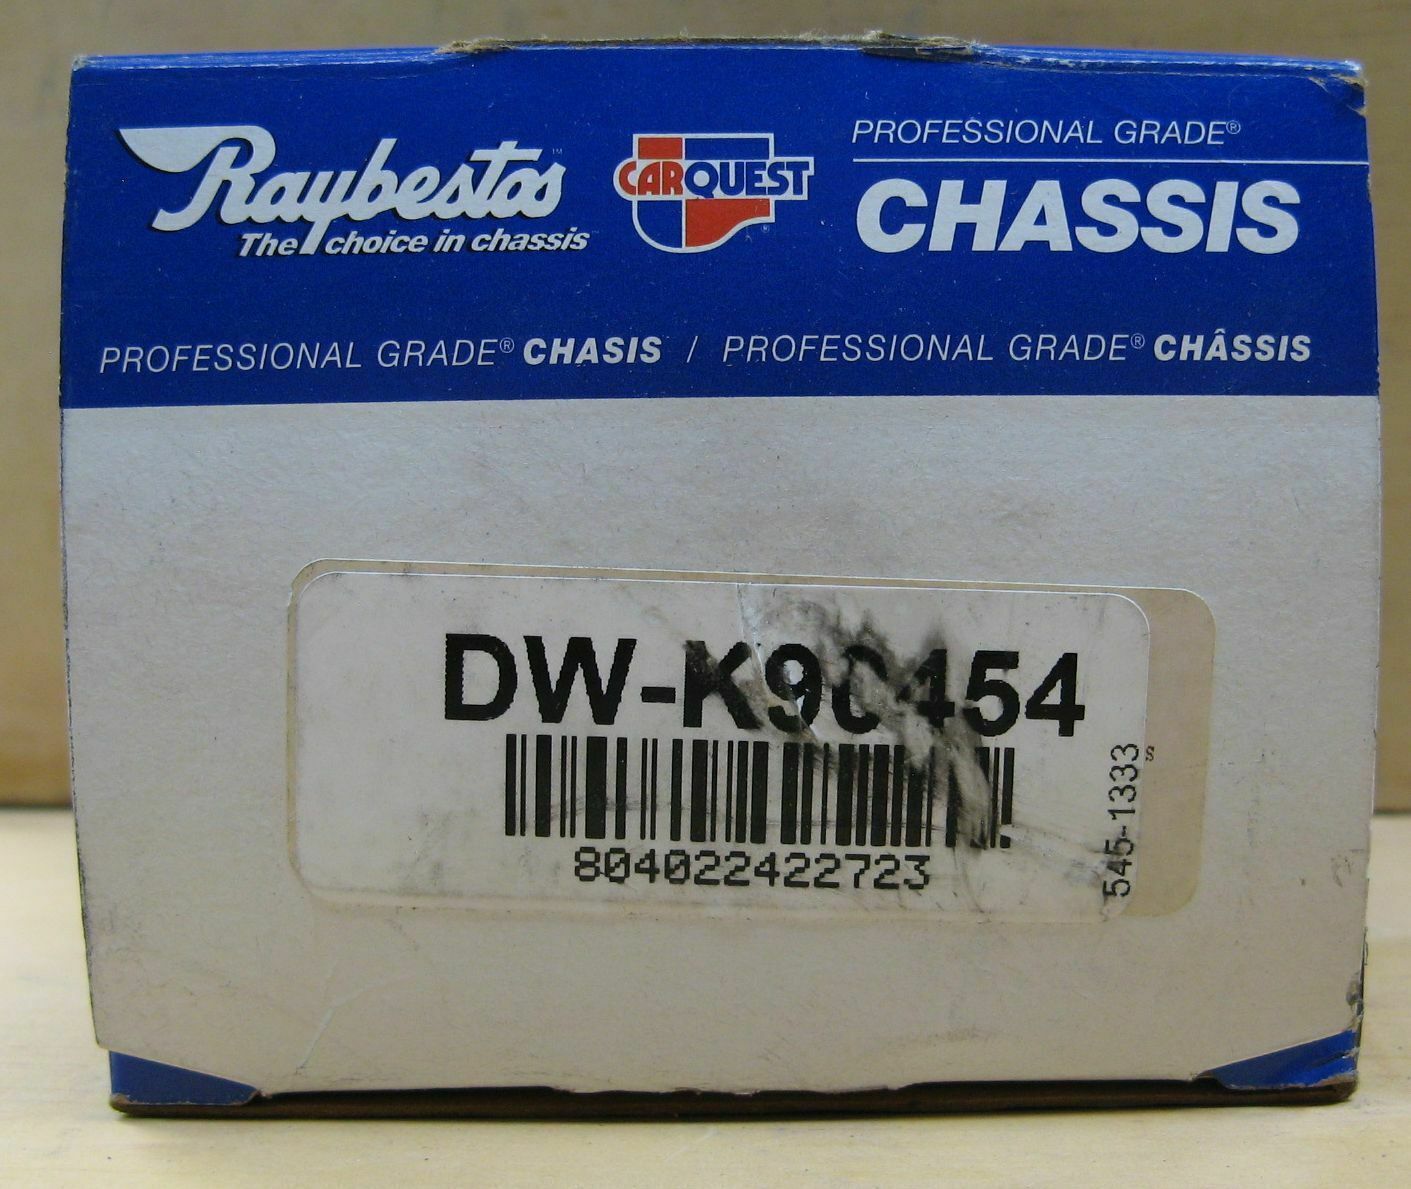 Raybestos™
The choice in chassis
CARQUEST®
PROFESSIONAL GRADE®
CHASSIS
PROFESSIONAL GRADE® CHASIS / PROFESSIONAL GRADE® CHÂSSIS
DW-K90454
804022422723
545-1333
S